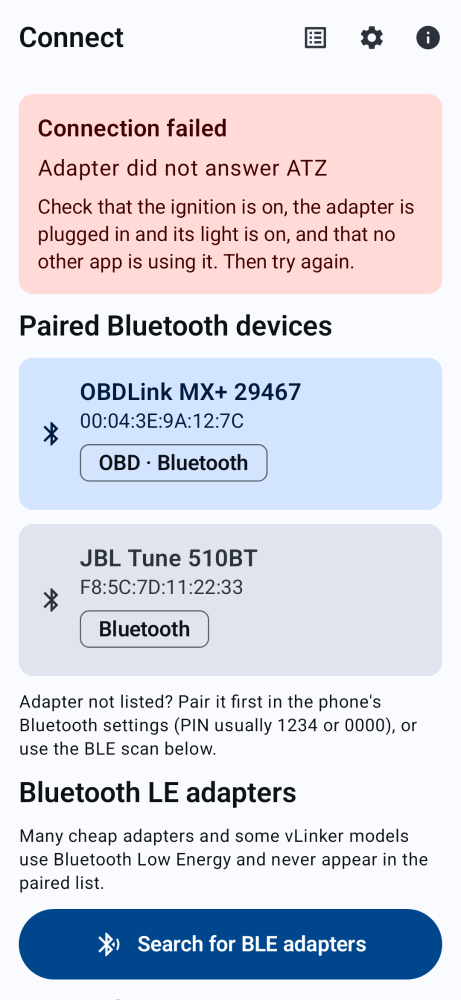 Connect
Connection failed
Adapter did not answer ATZ
Check that the ignition is on, the adapter is
plugged in and its light is on, and that no
other app is using it. Then try again.
Paired Bluetooth devices
OBDLink MX+ 29467
00:04:3E:9A:12:7C
OBD · Bluetooth
JBL Tune 510BT
F8:5C:7D:11:22:33
Bluetooth
Adapter not listed? Pair it first in the phone's
Bluetooth settings (PIN usually 1234 or 0000), or
use the BLE scan below.
Bluetooth LE adapters
Many cheap adapters and some vLinker models
use Bluetooth Low Energy and never appear in the
paired list.
Search for BLE adapters